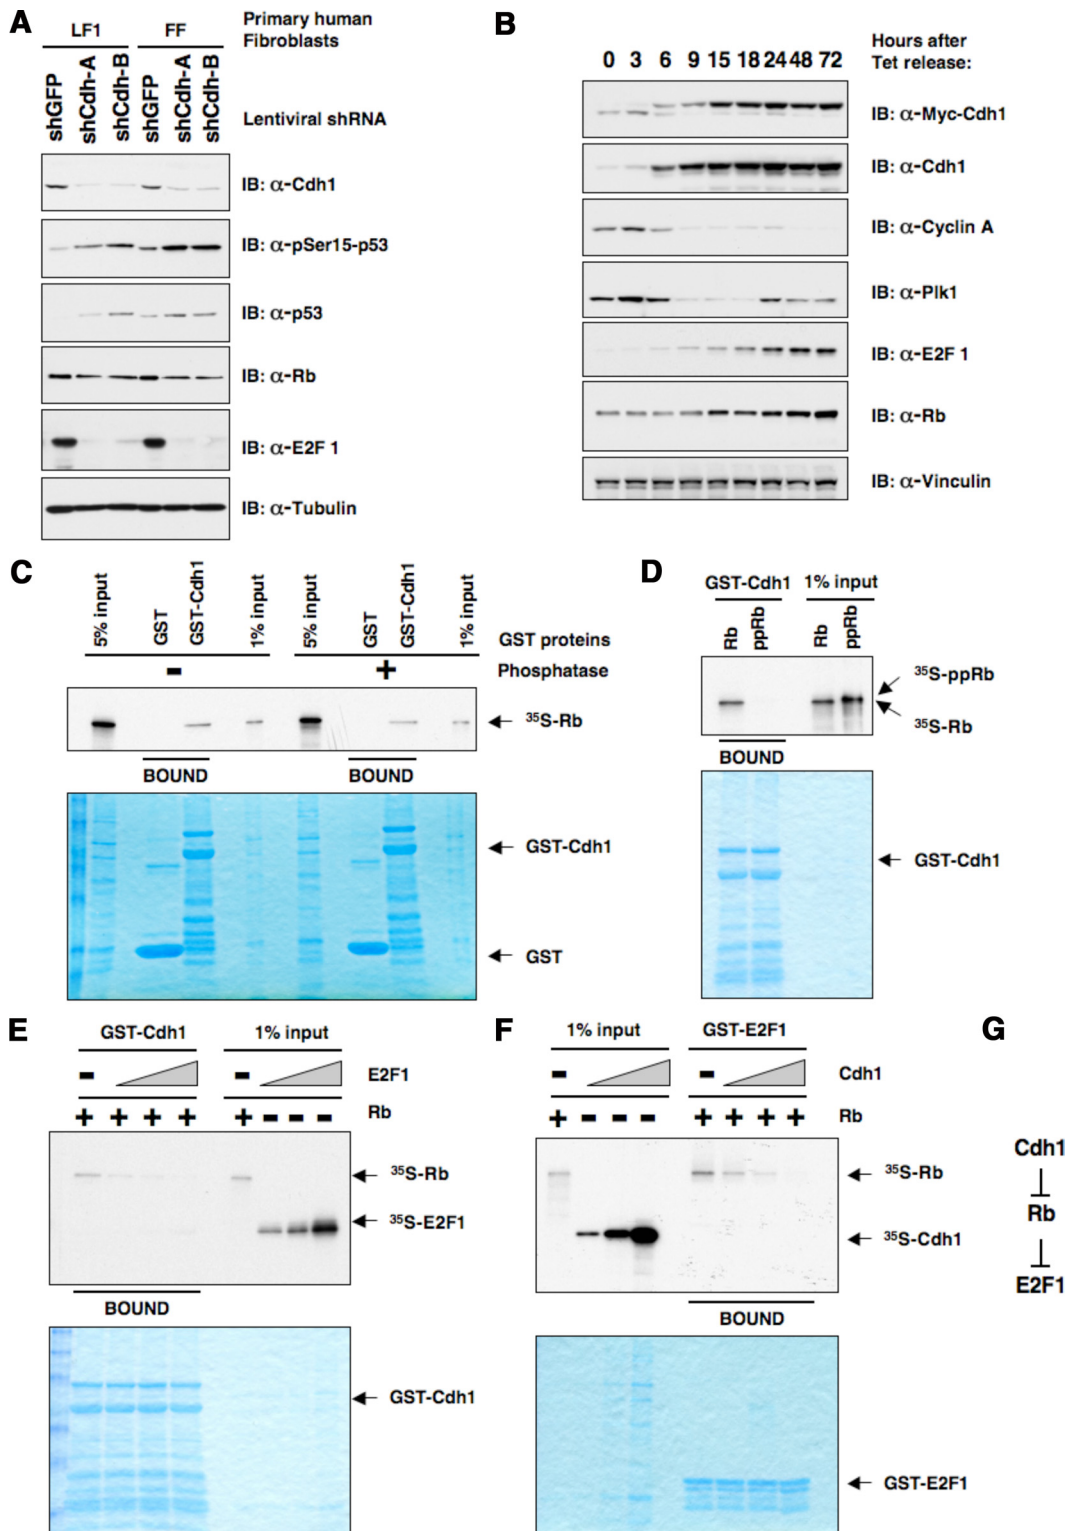 A
LF1 FF
Primary human
Fibroblasts
shGFP shCdh-A shCdh-B shGFP shCdh-A shCdh-B
Lentiviral shRNA
IB: α-Cdh1
IB: α-pSer15-p53
IB: α-p53
IB: α-Rb
IB: α-E2F 1
IB: α-Tubulin
B
Hours after
Tet release:
0 3 6 9 15 18 24 48 72
IB: α-Myc-Cdh1
IB: α-Cdh1
IB: α-Cyclin A
IB: α-Plk1
IB: α-E2F 1
IB: α-Rb
IB: α-Vinculin
C
5% input GST GST-Cdh1 1% input 5% input GST GST-Cdh1 1% input
GST proteins
- + Phosphatase
³⁵S-Rb
BOUND BOUND
GST-Cdh1
GST
D
GST-Cdh1 1% input
Rb ppRb Rb ppRb
³⁵S-ppRb
³⁵S-Rb
BOUND
GST-Cdh1
E
GST-Cdh1 1% input
- - E2F1
+ + + + + - - - Rb
³⁵S-Rb
³⁵S-E2F1
BOUND
GST-Cdh1
F
1% input GST-E2F1
- - Cdh1
+ - - - + + + + Rb
³⁵S-Rb
³⁵S-Cdh1
BOUND
GST-E2F1
G
Cdh1
Rb
E2F1